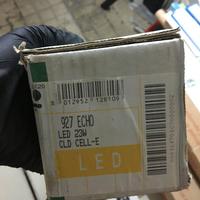 8 012952 128109
927 ECHO
LED 23W
CLD CELL-E
LED